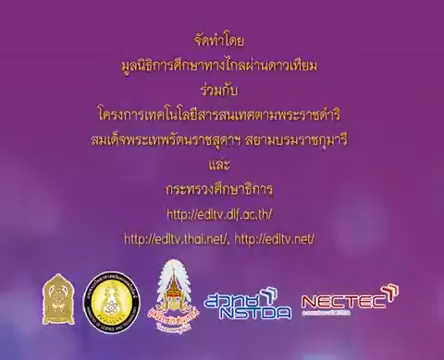 จัดทำโดย
มูลนิธิการศึกษาทางไกลผ่านดาวเทียม
ร่วมกับ
โครงการเทคโนโลยีสารสนเทศตามพระราชดำริ
สมเด็จพระเทพรัตนราชสุดาฯ สยามบรมราชกุมารี
และ
กระทรวงศึกษาธิการ
http://edltv.dlf.ac.th/
http://edltv.thai.net/, http://edltv.net/
สวทช NECTEC
NSTDA